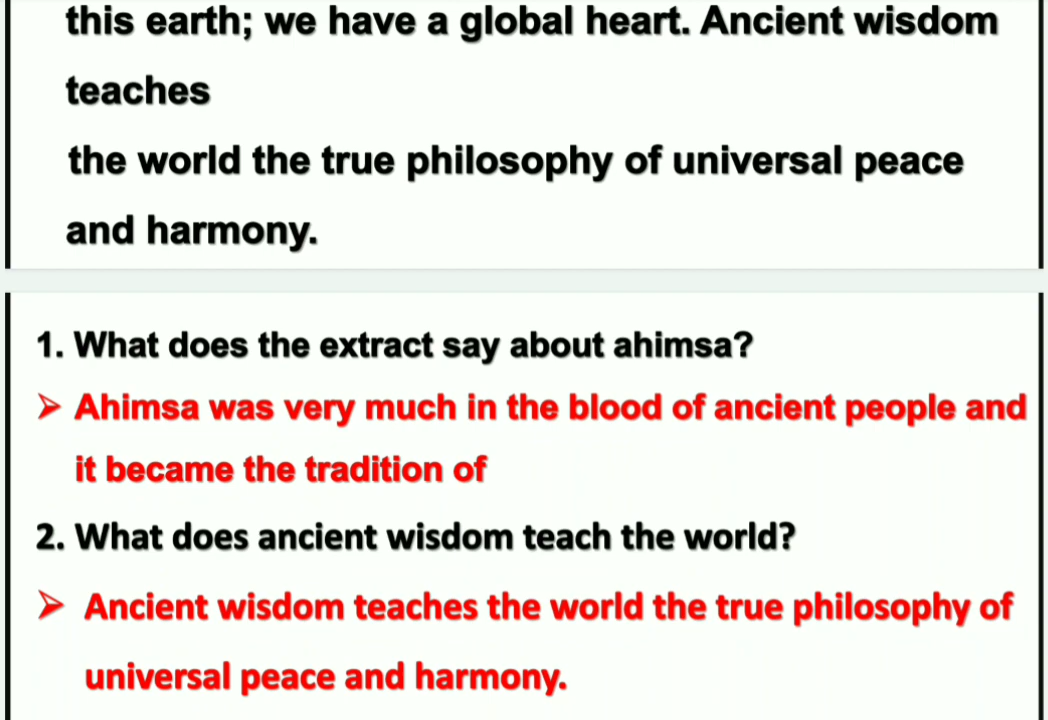 this earth; we have a global heart. Ancient wisdom
teaches
the world the true philosophy of universal peace
and harmony.
1. What does the extract say about ahimsa?
➢ Ahimsa was very much in the blood of ancient people and
it became the tradition of
2. What does ancient wisdom teach the world?
➢ Ancient wisdom teaches the world the true philosophy of
universal peace and harmony.